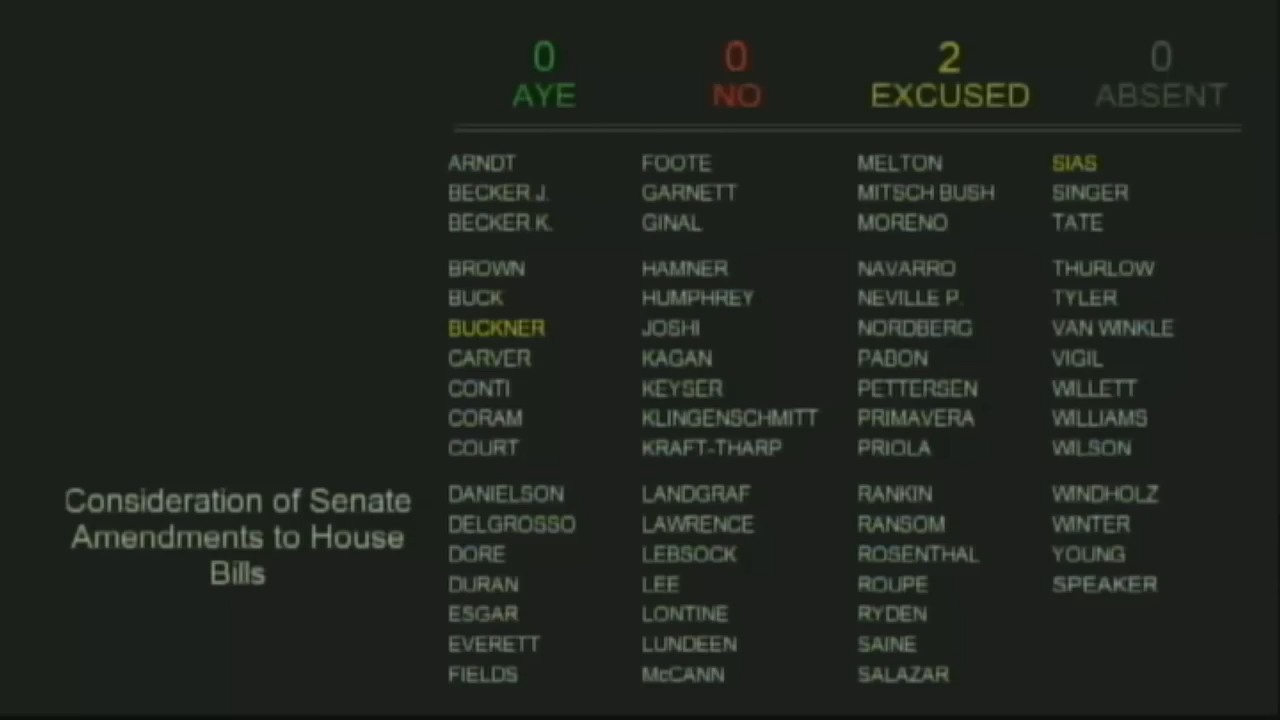 0 0 2 0
AYE NO EXCUSED ABSENT
ARNDT FOOTE MELTON SIAS
BECKER J. GARNETT MITSCH BUSH SINGER
BECKER K. GINAL MORENO TATE
BROWN HAMNER NAVARRO THURLOW
BUCK HUMPHREY NEVILLE P. TYLER
BUCKNER JOSHI NORDBERG VAN WINKLE
CARVER KAGAN PABON VIGIL
CONTI KEYSER PETTERSEN WILLETT
CORAM KLINGENSCHMITT PRIMAVERA WILLIAMS
COURT KRAFT-THARP PRIOLA WILSON
DANIELSON LANDGRAF RANKIN WINDHOLZ
DELGROSSO LAWRENCE RANSOM WINTER
DORE LEBSOCK ROSENTHAL YOUNG
DURAN LEE ROUPE SPEAKER
ESGAR LONTINE RYDEN
EVERETT LUNDEEN SAINE
FIELDS McCANN SALAZAR
Consideration of Senate
Amendments to House
Bills